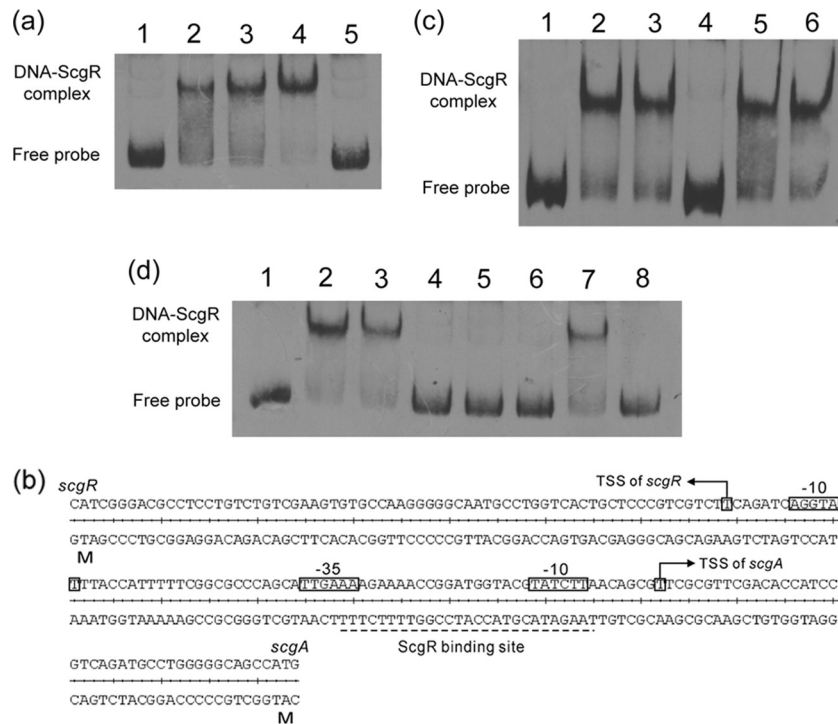 (a)
1 2 3 4 5
DNA-ScgR
complex
Free probe
(c)
1 2 3 4 5 6
DNA-ScgR
complex
Free probe
(d)
1 2 3 4 5 6 7 8
DNA-ScgR
complex
Free probe
(b)
scgR
TSS of scgR
-10
CATCGGGACGCCTCCTGTCTGTCGAAGTGTGCCAAGGGGGCAATGCCTGGTCACTGCTCCCGTCGTCTTCAGATCAGGTA
GTAGCCCTGCGGAGGACAGACAGCTTCACACGGTTCCCCCGTTACGGACCAGTGACGAGGGCAGCAGAAGTCTAGTCCAT
M
-35
-10
TSS of scgA
TTTACCATTTTTCGGCGCCCAGCATTGAAAAGAAAACCGGATGGTACGTATCTTAACAGCGTTCGCGTTCGACACCATCC
AAATGGTAAAAAGCCGCGGGTCGTAACTTTTCTTTTGGCCTACCATGCATAGAATTGTCGCAAGCGCAAGCTGTGGTAGG
ScgR binding site
scgA
GTCAGATGCCTGGGGGCAGCCATG
CAGTCTACGGACCCCCGTCGGTAC
M